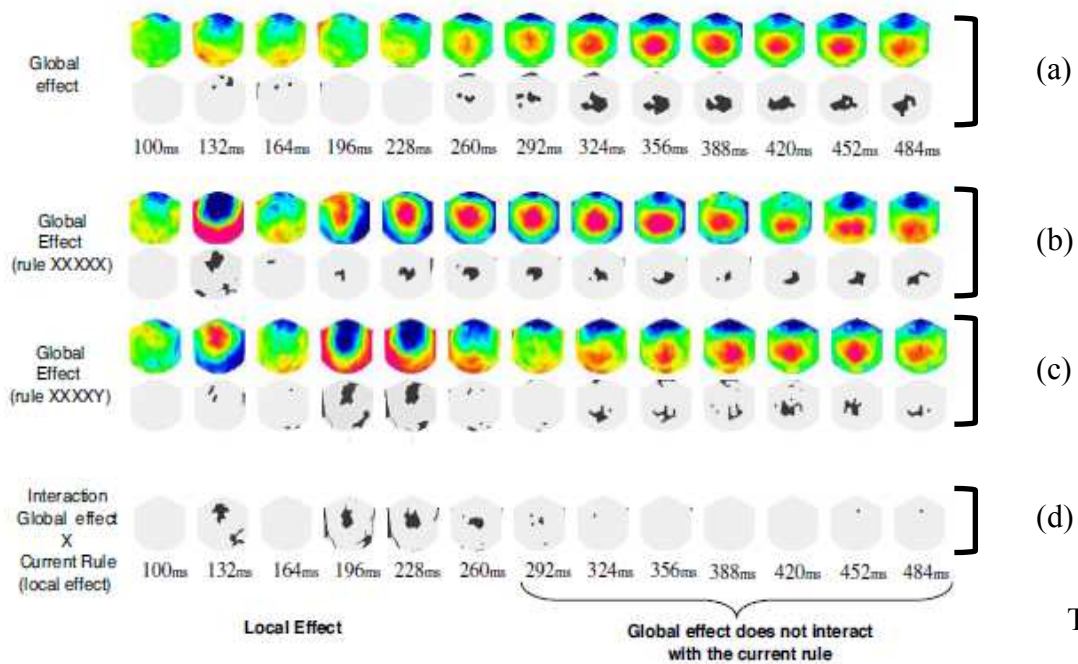 Global
effect
(a)
100ms 132ms 164ms 196ms 228ms 260ms 292ms 324ms 356ms 388ms 420ms 452ms 484ms
Global
Effect
(rule XXXXX)
(b)
Global
Effect
(rule XXXXY)
(c)
Interaction
Global effect
X
Current Rule
(local effect)
(d)
100ms 132ms 164ms 196ms 228ms 260ms 292ms 324ms 356ms 388ms 420ms 452ms 484ms
Local Effect
Global effect does not interact
with the current rule
T